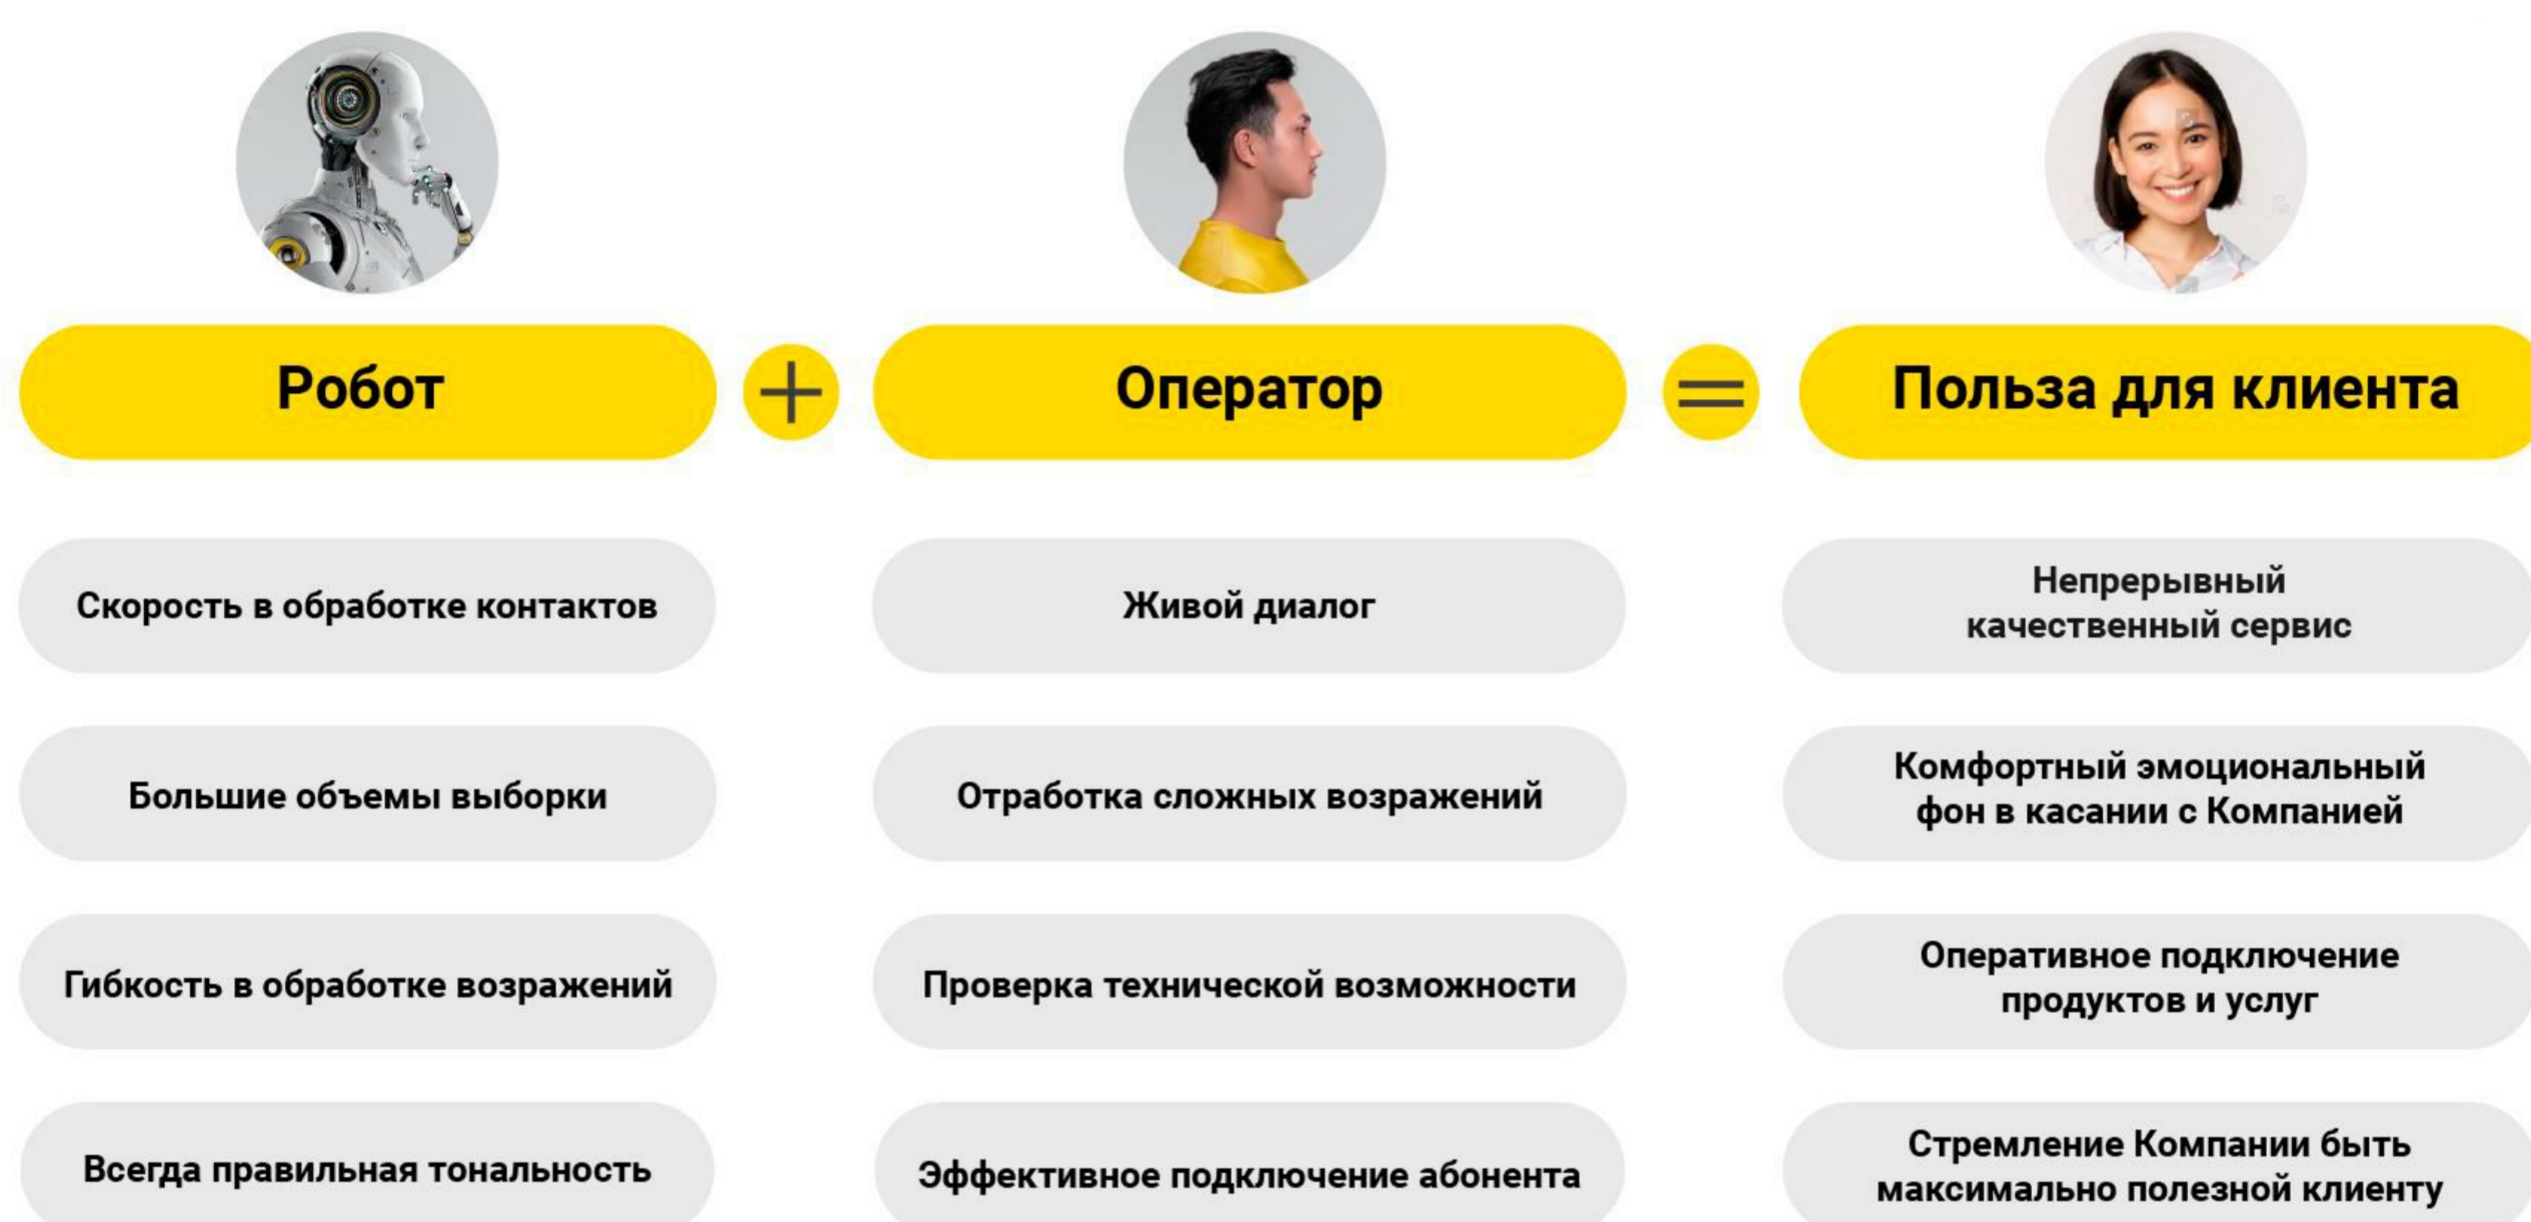 Робот
+
Оператор
=
Польза для клиента
Скорость в обработке контактов
Живой диалог
Непрерывный
качественный сервис
Большие объемы выборки
Отработка сложных возражений
Комфортный эмоциональный
фон в касании с Компанией
Гибкость в обработке возражений
Проверка технической возможности
Оперативное подключение
продуктов и услуг
Всегда правильная тональность
Эффективное подключение абонента
Стремление Компании быть
максимально полезной клиенту